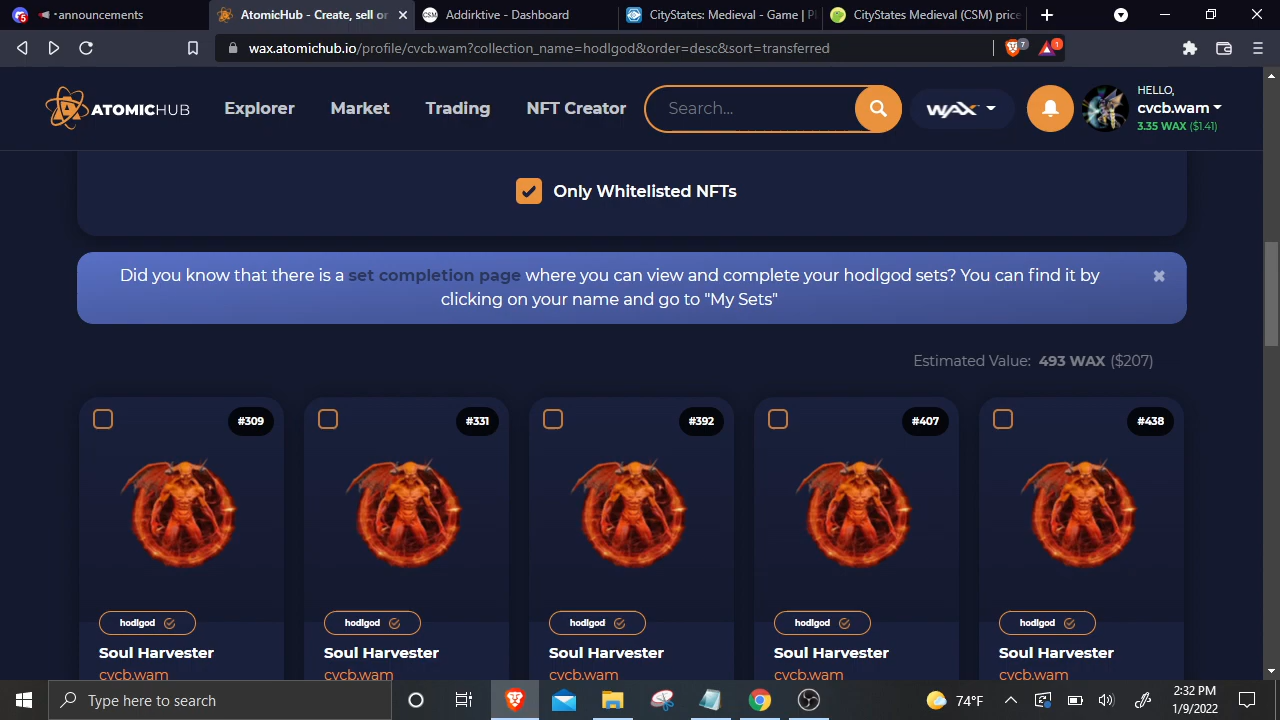 5
announcements
AtomicHub - Create, sell or
CSM
Addirktive - Dashboard
CityStates: Medieval - Game | Pl
CityStates Medieval (CSM) price
wax.atomichub.io/profile/cvcb.wam?collection_name=hodlgod&order=desc&sort=transferred
7
1
ATOMICHUB
Explorer
Market
Trading
NFT Creator
Search...
WAX
HELLO,
cvcb.wam
3.35 WAX ($1.41)
Only Whitelisted NFTs
Did you know that there is a set completion page where you can view and complete your hodlgod sets? You can find it by
clicking on your name and go to "My Sets"
Estimated Value: 493 WAX ($207)
#309
#331
#392
#407
#438
hodlgod
hodlgod
hodlgod
hodlgod
hodlgod
Soul Harvester
Soul Harvester
Soul Harvester
Soul Harvester
Soul Harvester
cvcb.wam
cvcb.wam
cvcb.wam
cvcb.wam
cvcb.wam
Type here to search
74°F
2:32 PM
1/9/2022